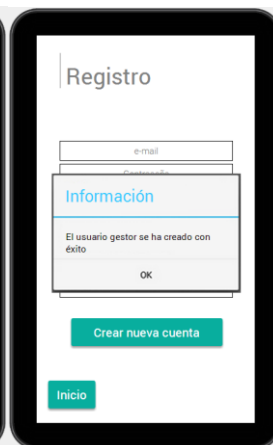 Registro
e-mail
Información
El usuario gestor se ha creado con
éxito
OK
Crear nueva cuenta
Inicio